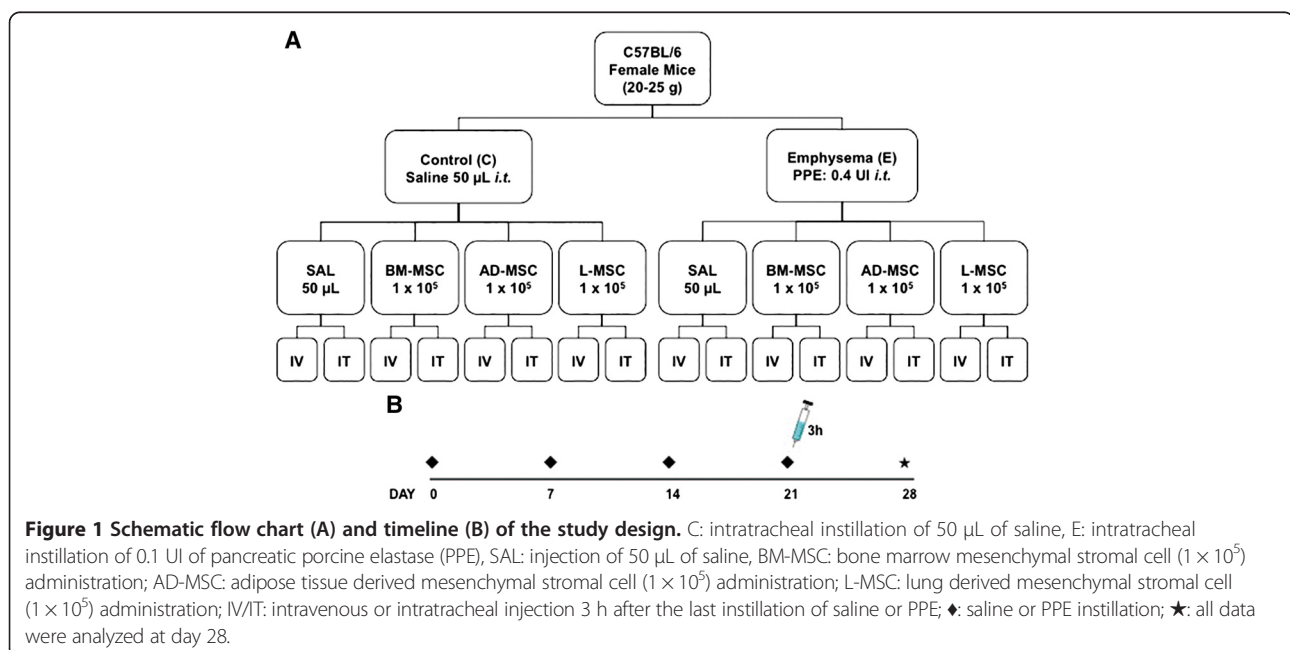 A
C57BL/6
Female Mice
(20-25 g)
Control (C)
Saline 50 µL i.t.
Emphysema (E)
PPE: 0.4 UI i.t.
SAL
50 µL
BM-MSC
1 x 10⁵
AD-MSC
1 x 10⁵
L-MSC
1 x 10⁵
SAL
50 µL
BM-MSC
1 x 10⁵
AD-MSC
1 x 10⁵
L-MSC
1 x 10⁵
IV IT IV IT IV IT IV IT IV IT IV IT IV IT IV IT
B
3h
◆ ◆ ◆ ◆ ★
DAY 0 7 14 21 28
Figure 1 Schematic flow chart (A) and timeline (B) of the study design. C: intratracheal instillation of 50 µL of saline, E: intratracheal
instillation of 0.1 UI of pancreatic porcine elastase (PPE), SAL: injection of 50 µL of saline, BM-MSC: bone marrow mesenchymal stromal cell (1 × 10⁵)
administration; AD-MSC: adipose tissue derived mesenchymal stromal cell (1 × 10⁵) administration; L-MSC: lung derived mesenchymal stromal cell
(1 × 10⁵) administration; IV/IT: intravenous or intratracheal injection 3 h after the last instillation of saline or PPE; ◆: saline or PPE instillation; ★: all data
were analyzed at day 28.